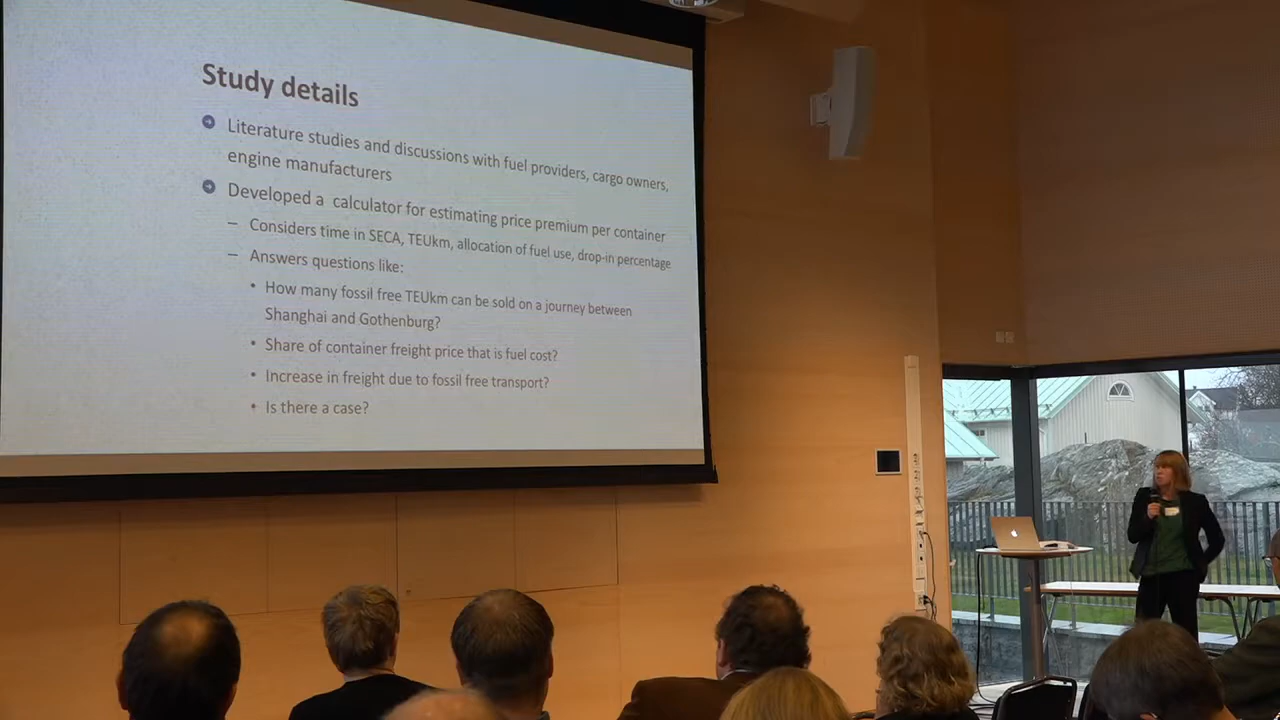 Study details
Literature studies and discussions with fuel providers, cargo owners,
engine manufacturers
Developed a calculator for estimating price premium per container
– Considers time in SECA, TEUkm, allocation of fuel use, drop-in percentage
– Answers questions like:
• How many fossil free TEUkm can be sold on a journey between
Shanghai and Gothenburg?
• Share of container freight price that is fuel cost?
• Increase in freight due to fossil free transport?
• Is there a case?